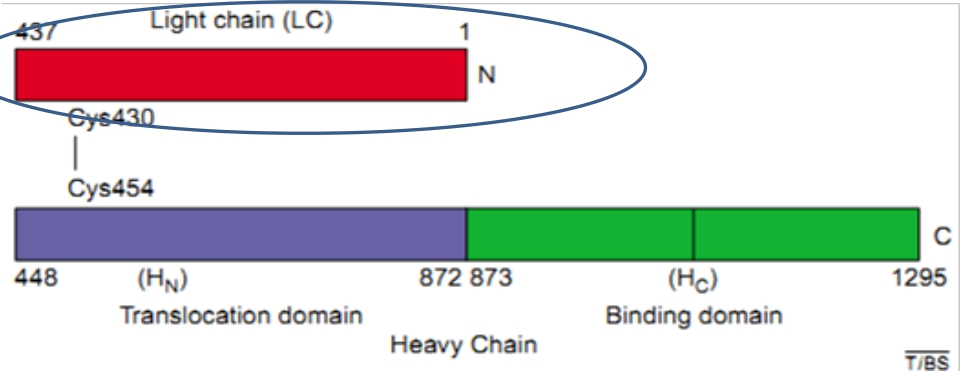 Light chain (LC)
437 1
N
Cys430
Cys454
C
448 (HN) 872 873 (HC) 1295
Translocation domain Binding domain
Heavy Chain
T/BS